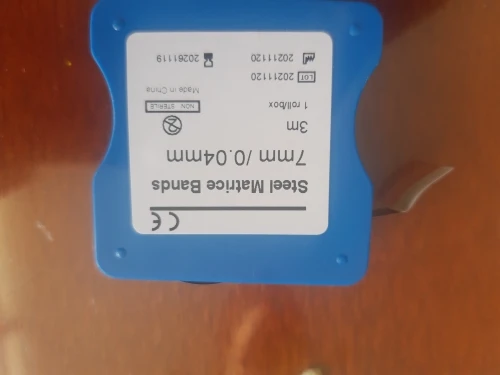 CE
Steel Matrice Bands
7mm /0.04mm
3m
1 roll/box
NON STERILE
Made in China
LOT 20211120
20211120
20261119